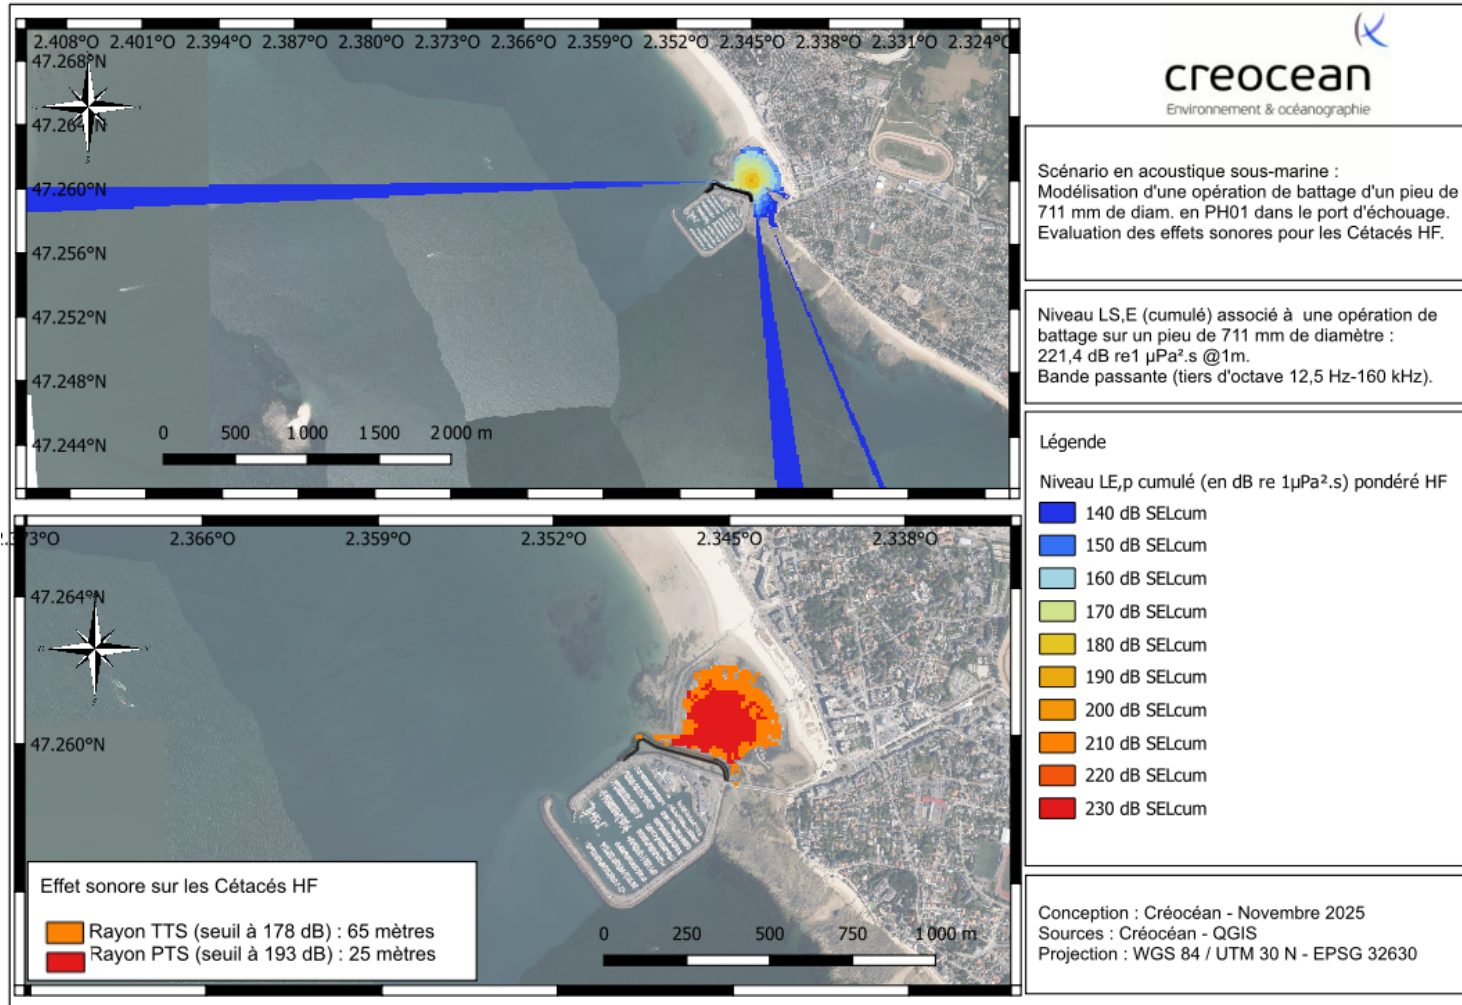 2.408°O 2.401°O 2.394°O 2.387°O 2.380°O 2.373°O 2.366°O 2.359°O 2.352°O 2.345°O 2.338°O 2.331°O 2.324°O
47.268°N
47.264°N
S
47.260°N
47.256°N
47.252°N
47.248°N
47.244°N
0 500 1 000 1 500 2 000 m
creocean
Environnement & océanographie
Scénario en acoustique sous-marine :
Modélisation d'une opération de battage d'un pieu de
711 mm de diam. en PH01 dans le port d'échouage.
Evaluation des effets sonores pour les Cétacés HF.
Niveau LS,E (cumulé) associé à une opération de
battage sur un pieu de 711 mm de diamètre :
221,4 dB re1 µPa².s @1m.
Bande passante (tiers d'octave 12,5 Hz-160 kHz).
Légende
Niveau LE,p cumulé (en dB re 1µPa².s) pondéré HF
140 dB SELcum
150 dB SELcum
160 dB SELcum
170 dB SELcum
180 dB SELcum
190 dB SELcum
200 dB SELcum
210 dB SELcum
220 dB SELcum
230 dB SELcum
2.366°O 2.359°O 2.352°O 2.345°O 2.338°O
47.264°N
47.260°N
Effet sonore sur les Cétacés HF
Rayon TTS (seuil à 178 dB) : 65 mètres
Rayon PTS (seuil à 193 dB) : 25 mètres
0 250 500 750 1 000 m
Conception : Créocéan - Novembre 2025
Sources : Créocéan - QGIS
Projection : WGS 84 / UTM 30 N - EPSG 32630